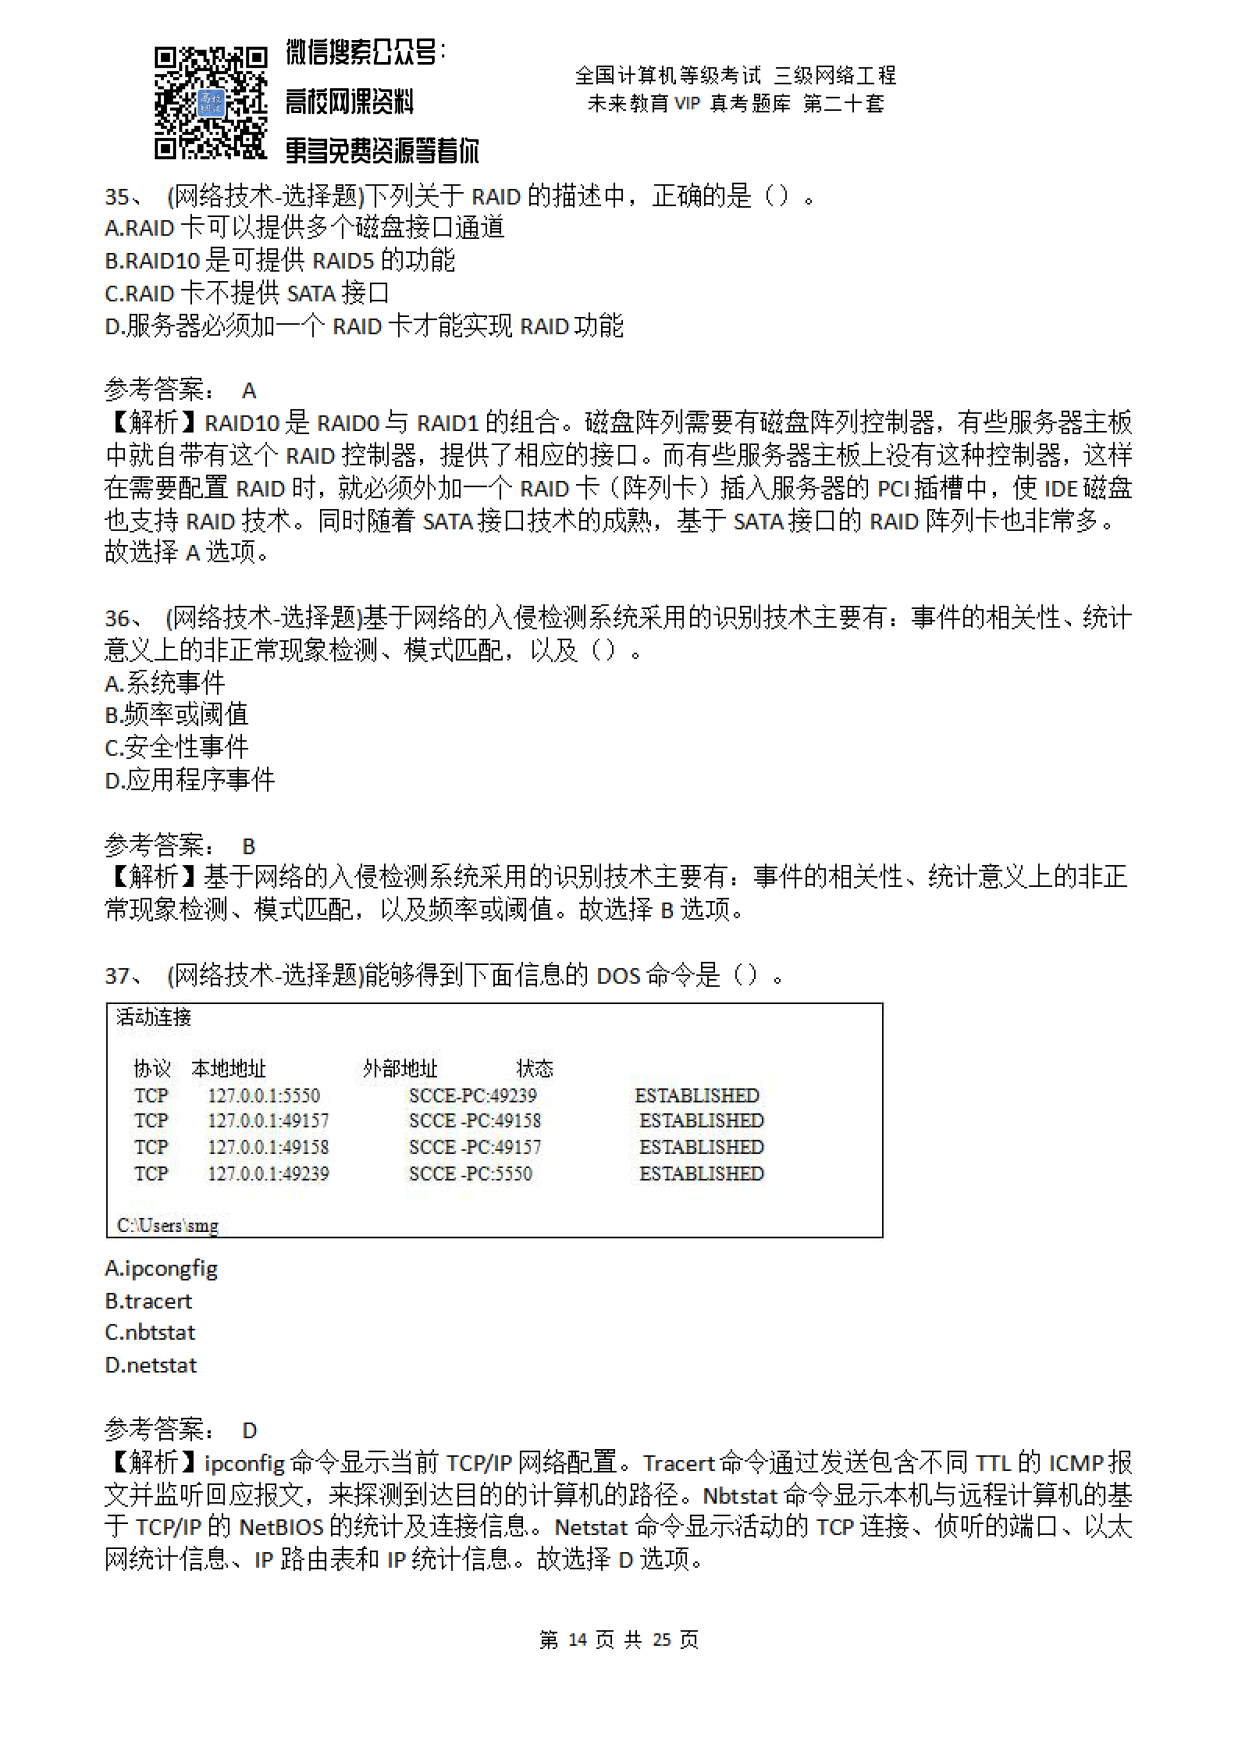 微信搜索公众号：
高校网课资料
更多免费资源等着你
全国计算机等级考试 三级网络工程
未来教育 VIP 真考题库 第二十套
35、 (网络技术-选择题)下列关于 RAID 的描述中，正确的是（）。
A.RAID 卡可以提供多个磁盘接口通道
B.RAID10 是可提供 RAID5 的功能
C.RAID 卡不提供 SATA 接口
D.服务器必须加一个 RAID 卡才能实现 RAID 功能
参考答案： A
【解析】RAID10 是 RAID0 与 RAID1 的组合。磁盘阵列需要有磁盘阵列控制器，有些服务器主板
中就自带有这个 RAID 控制器，提供了相应的接口。而有些服务器主板上没有这种控制器，这样
在需要配置 RAID 时，就必须外加一个 RAID 卡（阵列卡）插入服务器的 PCI 插槽中，使 IDE 磁盘
也支持 RAID 技术。同时随着 SATA 接口技术的成熟，基于 SATA 接口的 RAID 阵列卡也非常多。
故选择 A 选项。
36、 (网络技术-选择题)基于网络的入侵检测系统采用的识别技术主要有：事件的相关性、统计
意义上的非正常现象检测、模式匹配，以及（）。
A.系统事件
B.频率或阈值
C.安全性事件
D.应用程序事件
参考答案： B
【解析】基于网络的入侵检测系统采用的识别技术主要有：事件的相关性、统计意义上的非正
常现象检测、模式匹配，以及频率或阈值。故选择 B 选项。
37、 (网络技术-选择题)能够得到下面信息的 DOS 命令是（）。
活动连接
协议 本地地址 外部地址 状态
TCP 127.0.0.1:5550 SCCE-PC:49239 ESTABLISHED
TCP 127.0.0.1:49157 SCCE -PC:49158 ESTABLISHED
TCP 127.0.0.1:49158 SCCE -PC:49157 ESTABLISHED
TCP 127.0.0.1:49239 SCCE -PC:5550 ESTABLISHED
C:\Users\smg
A.ipcongfig
B.tracert
C.nbtstat
D.netstat
参考答案： D
【解析】ipconfig 命令显示当前 TCP/IP 网络配置。Tracert 命令通过发送包含不同 TTL 的 ICMP 报
文并监听回应报文，来探测到达目的的计算机的路径。Nbtstat 命令显示本机与远程计算机的基
于 TCP/IP 的 NetBIOS 的统计及连接信息。Netstat 命令显示活动的 TCP 连接、侦听的端口、以太
网统计信息、IP 路由表和 IP 统计信息。故选择 D 选项。
第 14 页 共 25 页